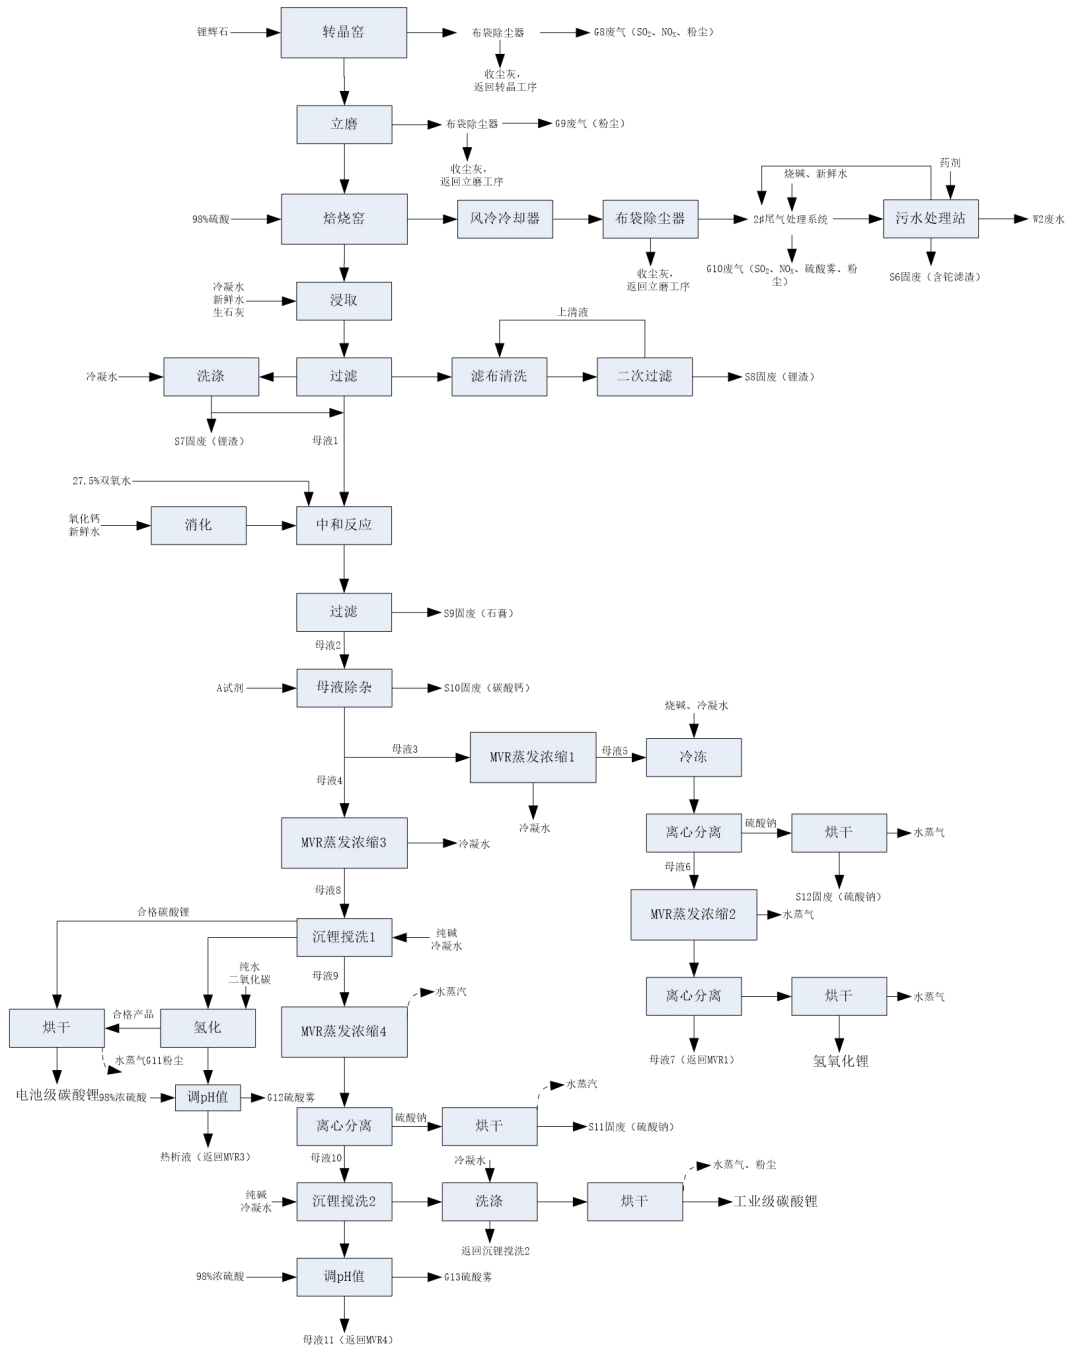 锂辉石
转晶窑
布袋除尘器
G8废气（SO₂、NOₓ、粉尘）
收尘灰，
返回转晶工序
立磨
布袋除尘器
G9废气（粉尘）
收尘灰，
返回立磨工序
98%硫酸
焙烧窑
风冷冷却器
布袋除尘器
烧碱、新鲜水
2#尾气处理系统
药剂
污水处理站
W2废水
收尘灰，
返回立磨工序
G10废气（SO₂、NOₓ、硫酸雾、粉
尘）
S6固废（含铊滤渣）
冷凝水
新鲜水
生石灰
浸取
上清液
冷凝水
洗涤
过滤
滤布清洗
二次过滤
S8固废（锂渣）
S7固废（锂渣）
母液1
27.5%双氧水
氧化钙
新鲜水
消化
中和反应
过滤
S9固废（石膏）
母液2
A试剂
母液除杂
S10固废（碳酸钙）
烧碱、冷凝水
母液3
MVR蒸发浓缩1
母液5
冷冻
母液4
冷凝水
MVR蒸发浓缩3
冷凝水
离心分离
硫酸钠
烘干
水蒸气
母液6
S12固废（硫酸钠）
母液8
MVR蒸发浓缩2
水蒸气
合格碳酸锂
沉锂搅洗1
纯碱
冷凝水
纯水
二氧化碳
母液9
水蒸汽
离心分离
烘干
水蒸气
烘干
合格产品
氢化
MVR蒸发浓缩4
水蒸气G11粉尘
母液7（返回MVR1）
氢氧化锂
电池级碳酸锂
98%浓硫酸
调pH值
G12硫酸雾
水蒸汽
离心分离
硫酸钠
烘干
S11固废（硫酸钠）
热析液（返回MVR3）
母液10
冷凝水
水蒸气、粉尘
纯碱
冷凝水
沉锂搅洗2
洗涤
烘干
工业级碳酸锂
返回沉锂搅洗2
98%浓硫酸
调pH值
G13硫酸雾
母液11（返回MVR4）